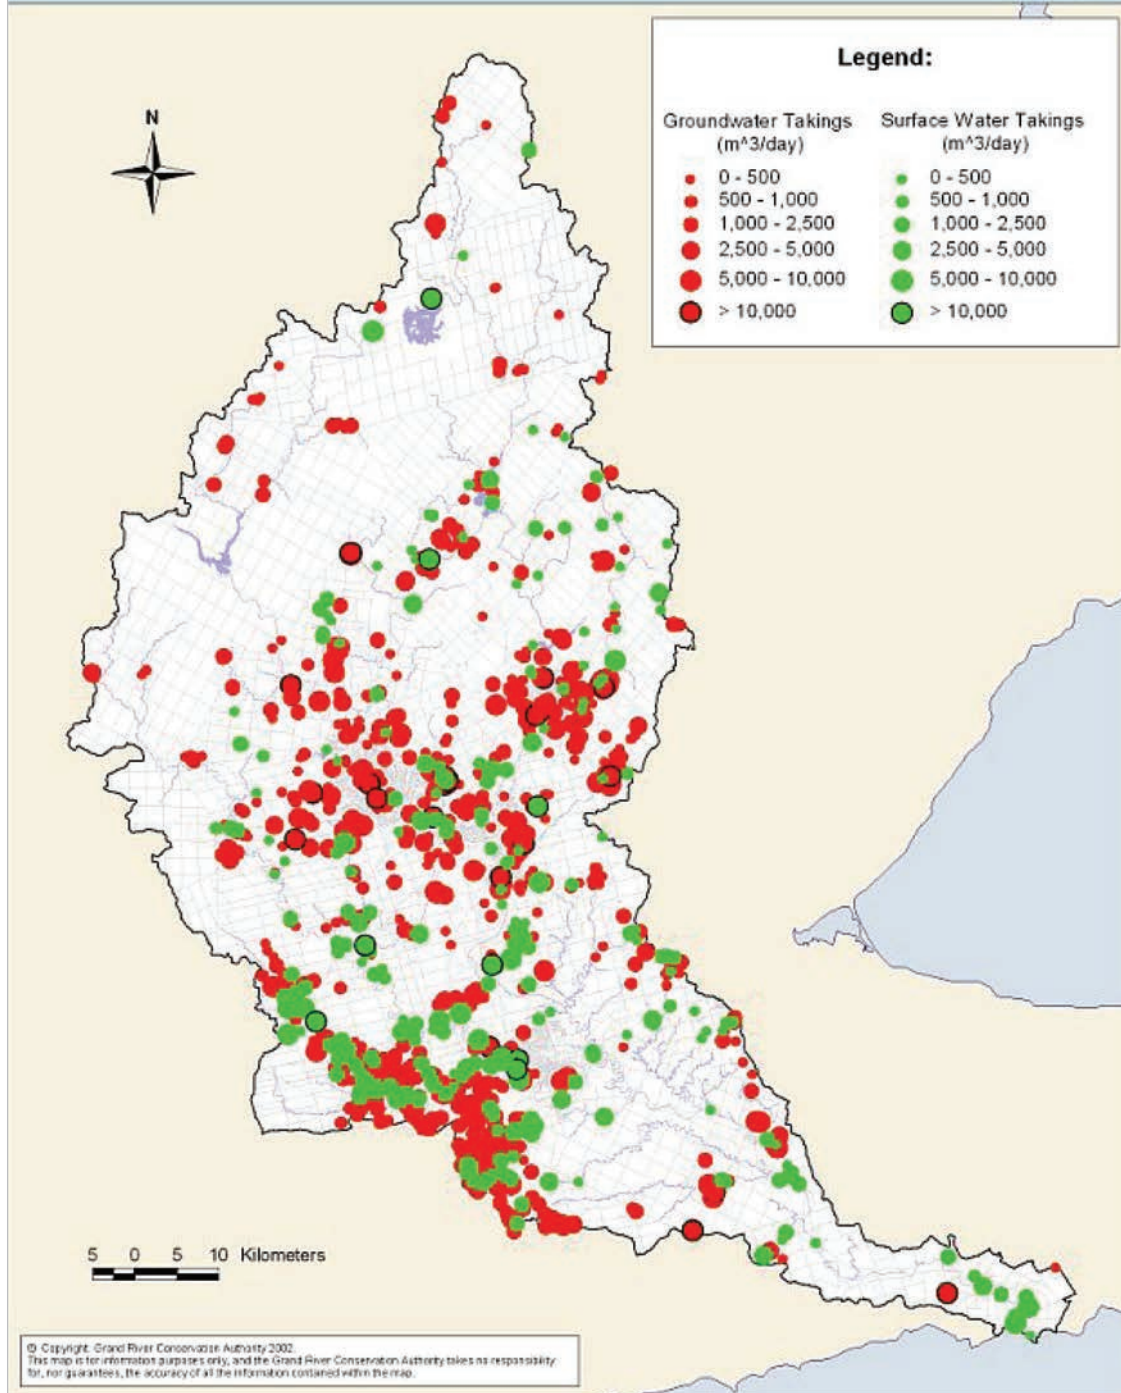 N
Legend:
Groundwater Takings
(m^3/day)
0 - 500
500 - 1,000
1,000 - 2,500
2,500 - 5,000
5,000 - 10,000
> 10,000
Surface Water Takings
(m^3/day)
0 - 500
500 - 1,000
1,000 - 2,500
2,500 - 5,000
5,000 - 10,000
> 10,000
5 0 5 10 Kilometers
© Copyright: Grand River Conservation Authority 2002.
This map is for information purposes only, and the Grand River Conservation Authority takes no responsibility
for, nor guarantees, the accuracy of all the information contained within the map.